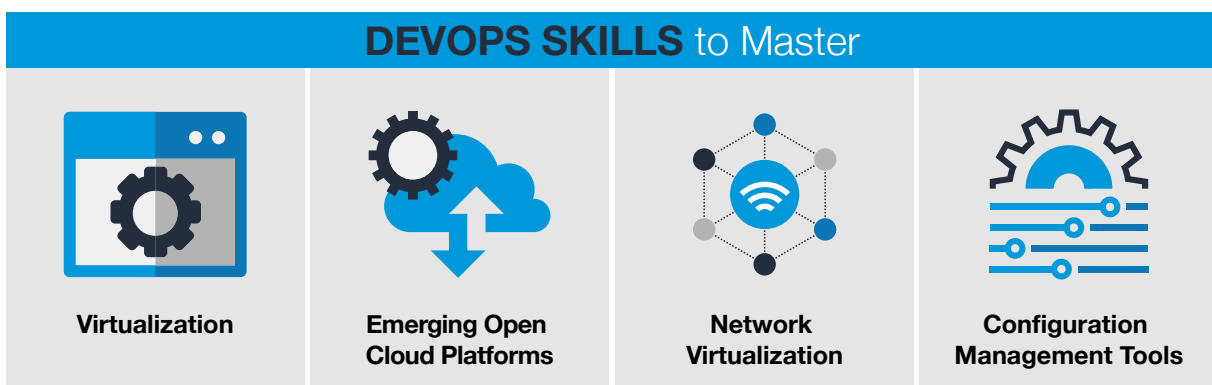 DEVOPS SKILLS to Master
Virtualization
Emerging Open
Cloud Platforms
Network
Virtualization
Configuration
Management Tools